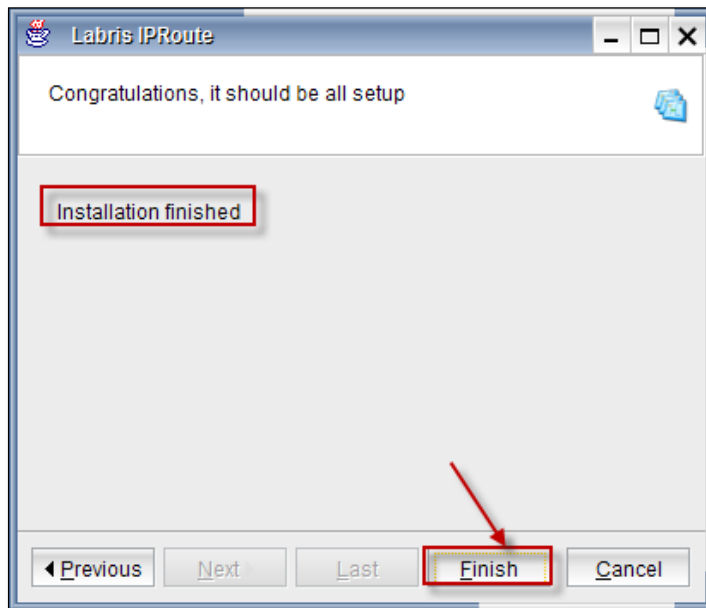 Labris IPRoute
Congratulations, it should be all setup
Installation finished
Previous Next Last Finish Cancel